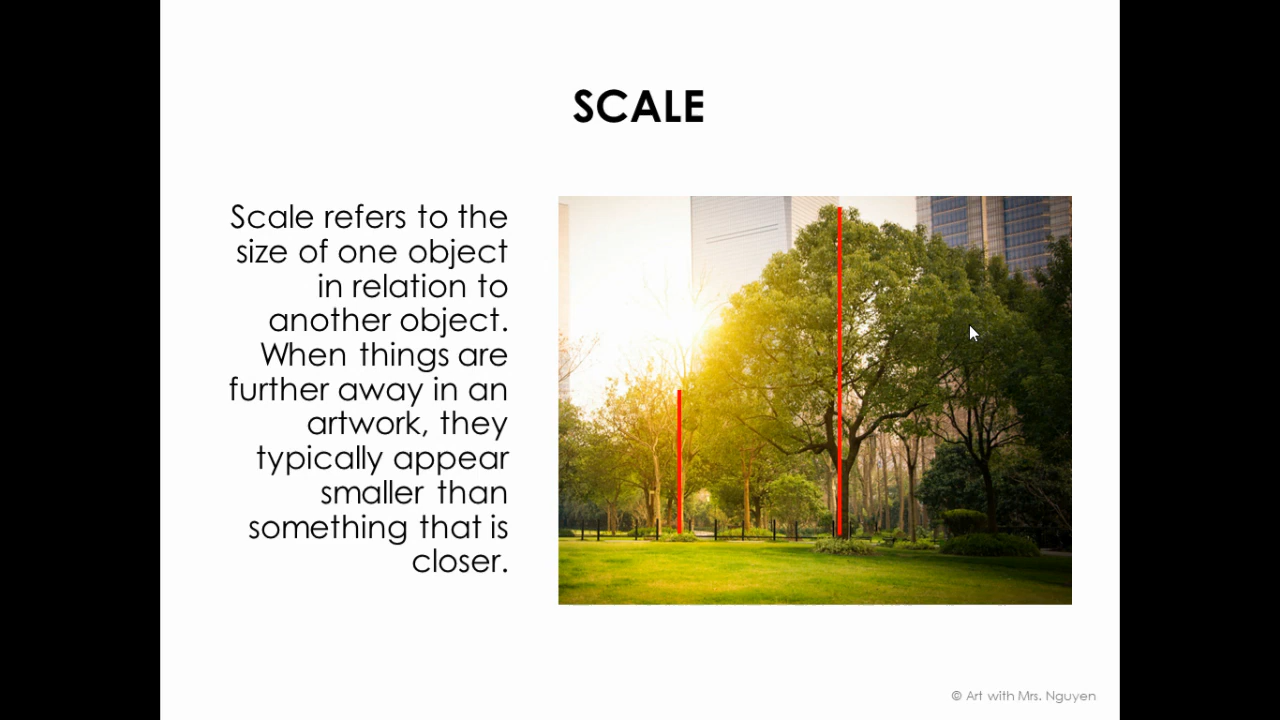 SCALE
Scale refers to the
size of one object
in relation to
another object.
When things are
further away in an
artwork, they
typically appear
smaller than
something that is
closer.
© Art with Mrs. Nguyen